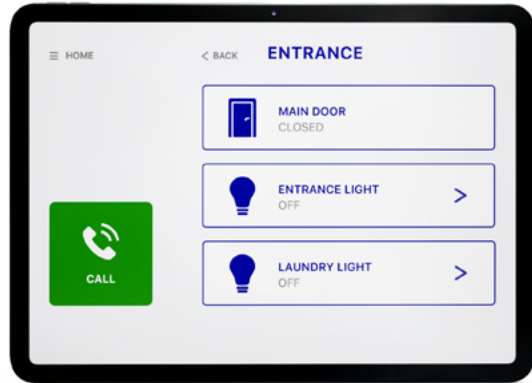 HOME
< BACK
ENTRANCE
MAIN DOOR
CLOSED
ENTRANCE LIGHT
OFF
>
LAUNDRY LIGHT
OFF
>
CALL